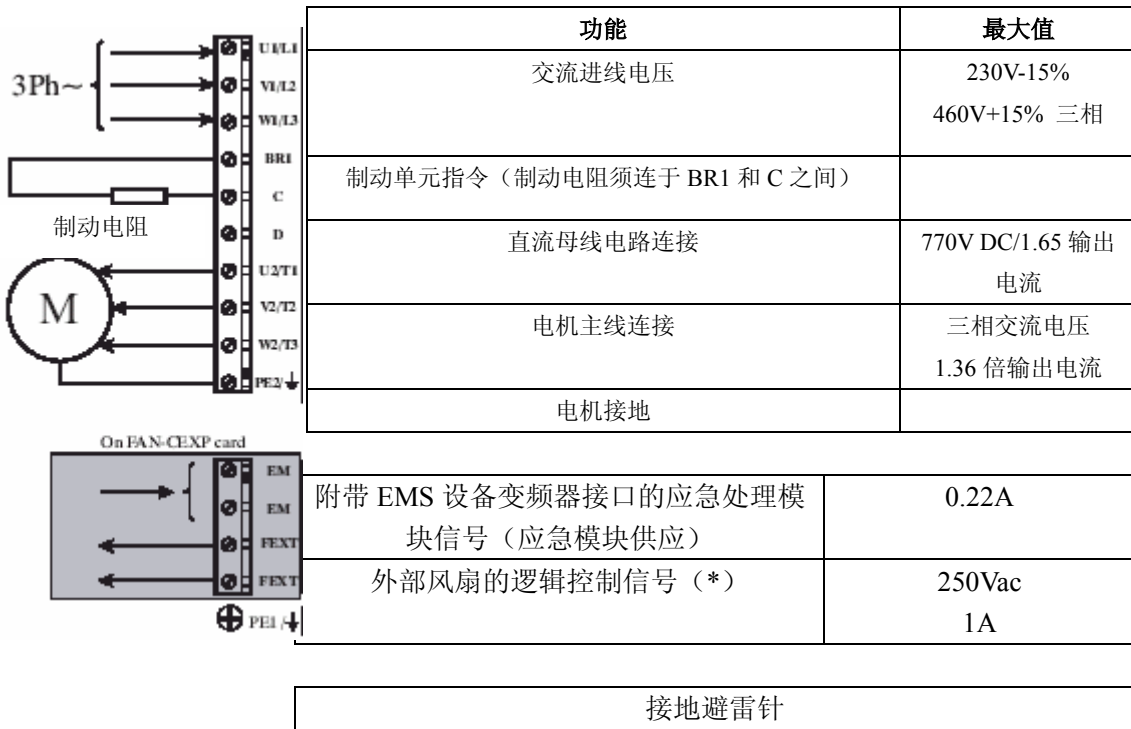 功能 最大值
U1/L1
3Ph~
V1/L2
W1/L3
交流进线电压
230V-15%
460V+15% 三相
BR1
制动单元指令（制动电阻须连于 BR1 和 C 之间）
C
制动电阻
D
直流母线电路连接
770V DC/1.65 输出
电流
U2/T1
M
V2/T2
W2/T3
电机主线连接
三相交流电压
1.36 倍输出电流
PE2/
电机接地
On FAN-CEXP card
EM
EM
附带 EMS 设备变频器接口的应急处理模
块信号（应急模块供应）
0.22A
FEXT
FEXT
外部风扇的逻辑控制信号（*）
250Vac
1A
PE1/
接地避雷针